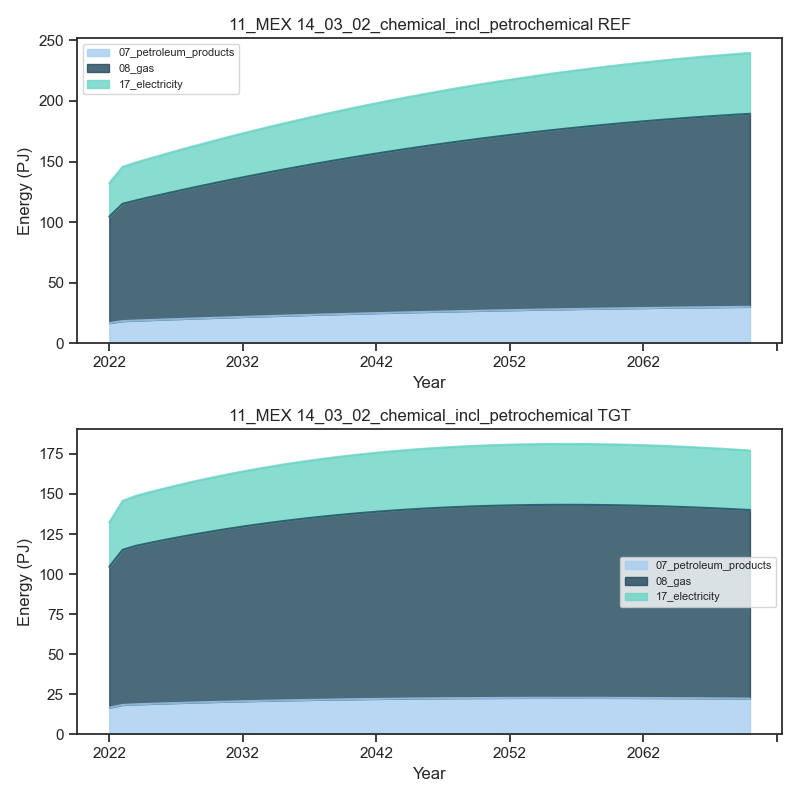 11_MEX 14_03_02_chemical_incl_petrochemical REF
250
200
150
100
50
0
Energy (PJ)
07_petroleum_products
08_gas
17_electricity
2022 2032 2042 2052 2062
Year
11_MEX 14_03_02_chemical_incl_petrochemical TGT
175
150
125
100
75
50
25
0
Energy (PJ)
07_petroleum_products
08_gas
17_electricity
2022 2032 2042 2052 2062
Year